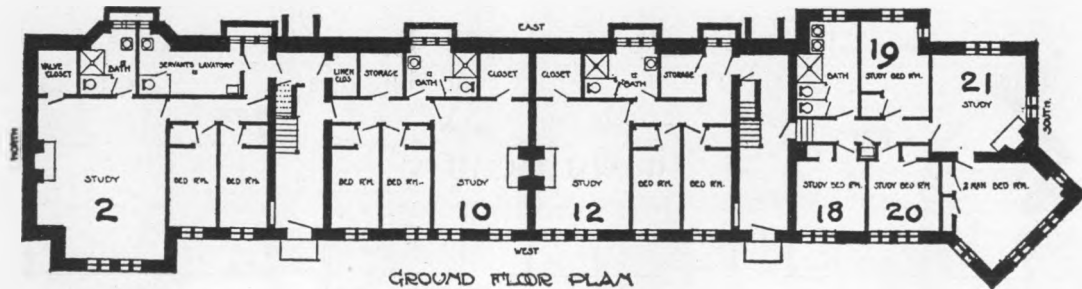 EAST
VALVE
CLOSET
BATH
SERVANTS LAVATORY
LINEN
CLOS.
STORAGE
BATH
CLOSET
CLOSET
BATH
STORAGE
BATH
19
STUDY BED RM.
21
STUDY
NORTH
SOUTH
STUDY
2
BED RM.
BED RM.
BED RM.
BED RM.
STUDY
10
STUDY
12
BED RM.
BED RM.
STUDY BED RM.
18
STUDY BED RM.
20
2 MAN BED RM.
WEST
GROUND FLOOR PLAN